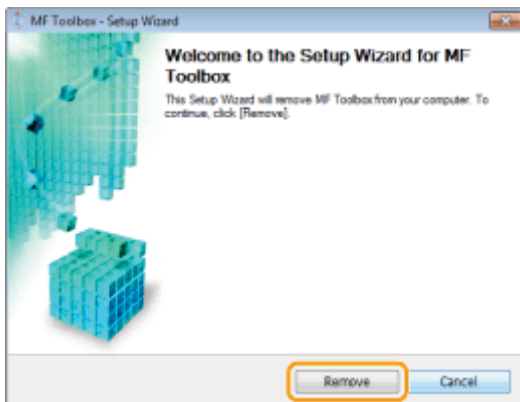 MF Toolbox - Setup Wizard
Welcome to the Setup Wizard for MF
Toolbox
This Setup Wizard will remove MF Toolbox from your computer. To
continue, click [Remove].
Remove
Cancel